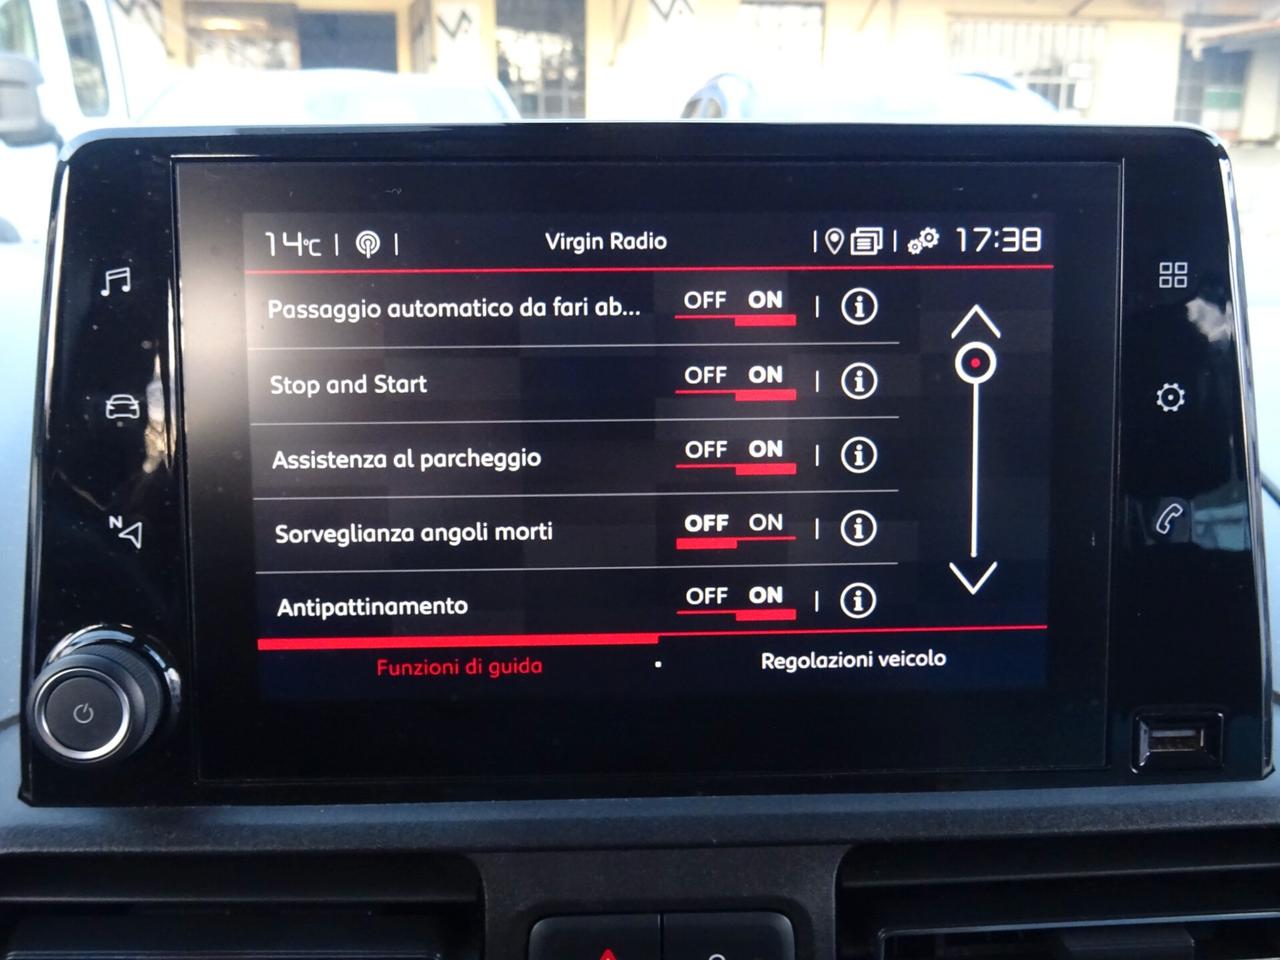 14°C | | Virgin Radio | | 17:38
Passaggio automatico da fari ab... OFF ON | i
Stop and Start OFF ON | i
Assistenza al parcheggio OFF ON | i
Sorveglianza angoli morti OFF ON | i
Antipattinamento OFF ON | i
Funzioni di guida • Regolazioni veicolo
N